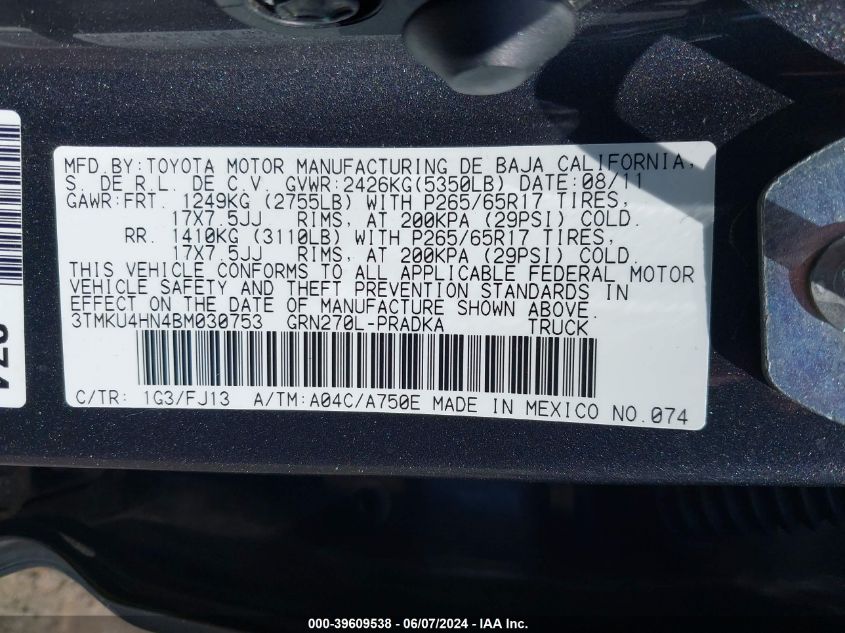 MFD.BY:TOYOTA MOTOR MANUFACTURING DE BAJA CALIFORNIA,
S. DE R.L. DE C.V. GVWR:2426KG(5350LB) DATE:08/11
GAWR:FRT. 1249KG (2755LB) WITH P265/65R17 TIRES,
17X7.5JJ RIMS, AT 200KPA (29PSI) COLD.
RR. 1410KG (3110LB) WITH P265/65R17 TIRES,
17X7.5JJ RIMS, AT 200KPA (29PSI) COLD.
THIS VEHICLE CONFORMS TO ALL APPLICABLE FEDERAL MOTOR
VEHICLE SAFETY AND THEFT PREVENTION STANDARDS IN
EFFECT ON THE DATE OF MANUFACTURE SHOWN ABOVE.
3TMKU4HN4BM030753 GRN270L-PRADKA TRUCK
C/TR: 1G3/FJ13 A/TM:A04C/A750E MADE IN MEXICO NO.074
074
000-39609538 - 06/07/2024 - IAA Inc.